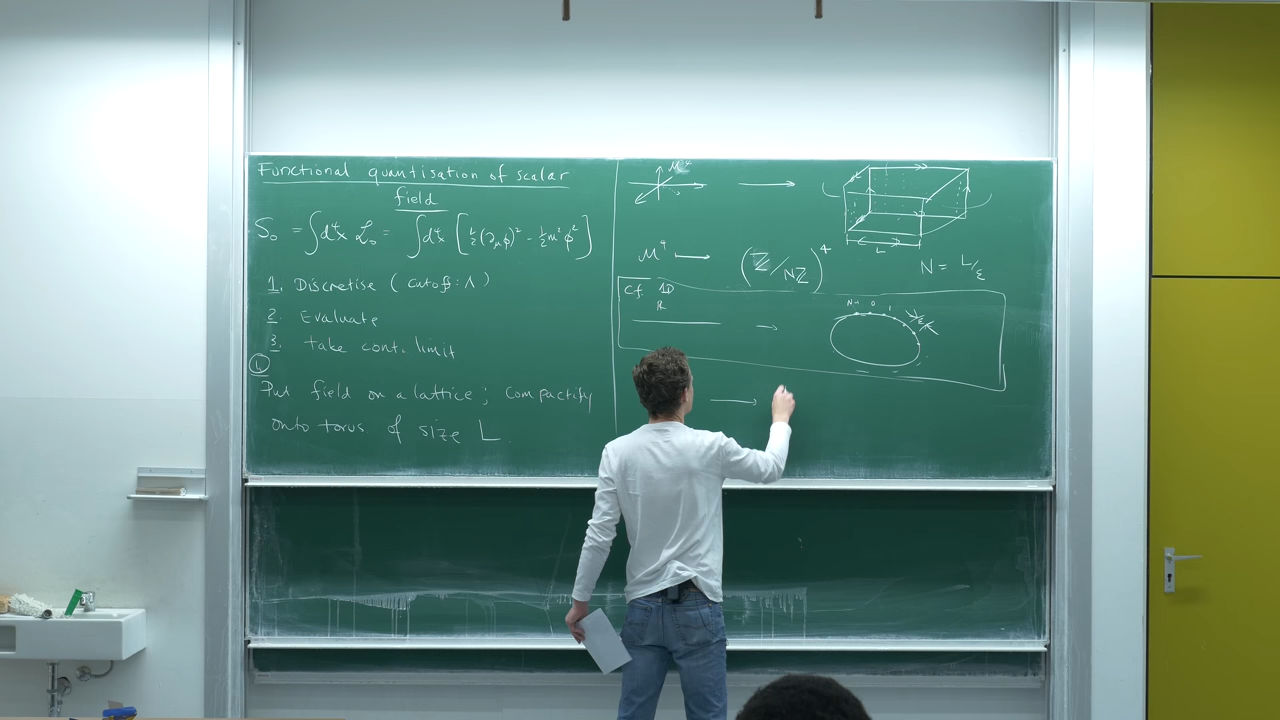 Functional quantisation of scalar
field
S₀ = ∫d⁴x ℒ₀ = ∫d⁴x [½(∂_μφ)² - ½m²φ²]
1. Discretise (cutoff: Λ)
2. Evaluate
3. take cont. limit
①
Put field on a lattice; compactify
onto torus of size L.
L
M⁴ → (ℤ/Nℤ)⁴ N = L/ε
Cf. 1D
ℝ
→
N-1 0 1
→